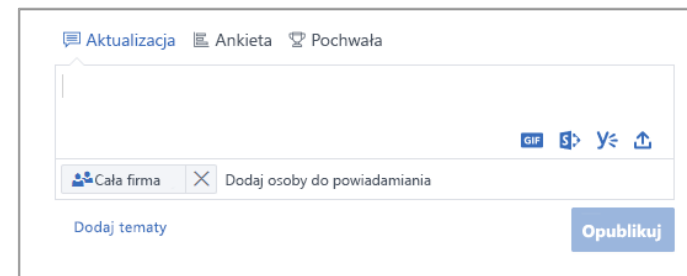 Aktualizacja Ankieta Pochwała
GIF
Cała firma Dodaj osoby do powiadamiania
Dodaj tematy Opublikuj